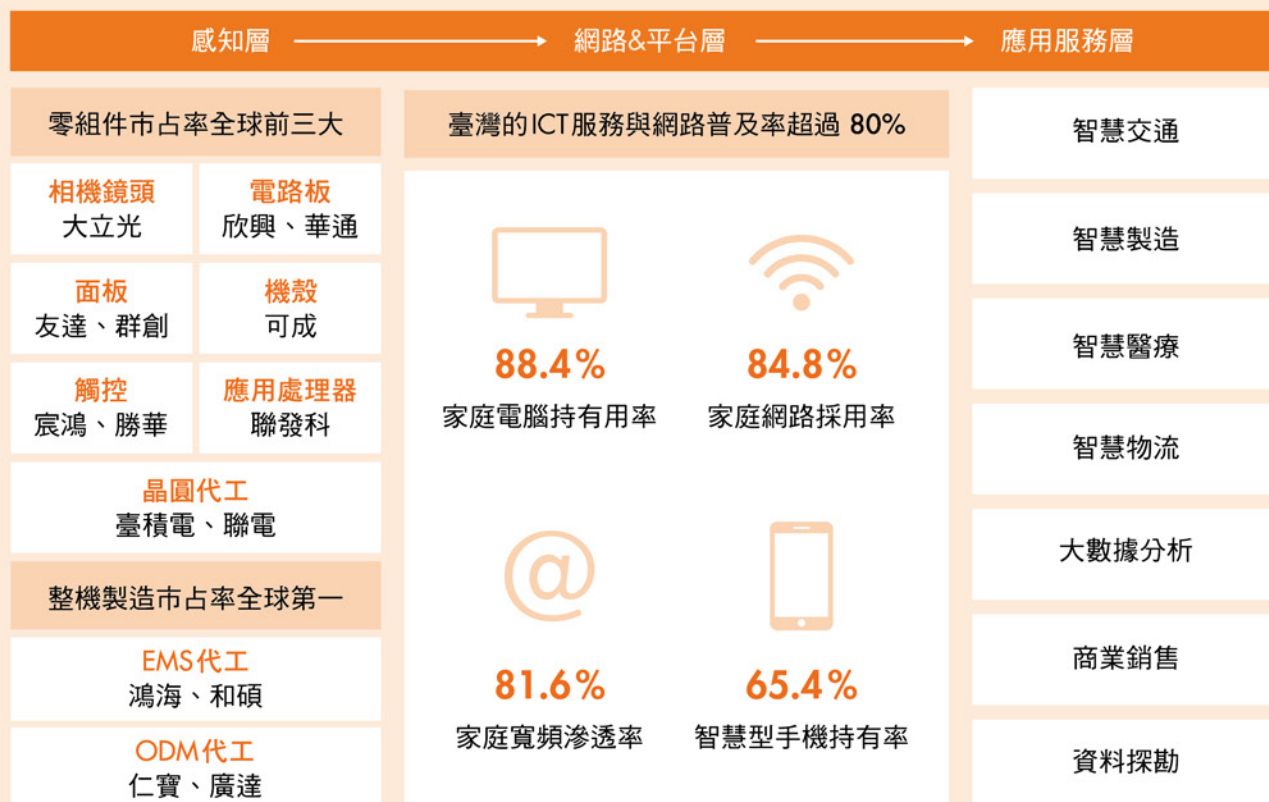 感知層 網路&平台層 應用服務層
零組件市占率全球前三大
相機鏡頭
大立光
電路板
欣興、華通
面板
友達、群創
機殼
可成
觸控
宸鴻、勝華
應用處理器
聯發科
晶圓代工
臺積電、聯電
整機製造市占率全球第一
EMS代工
鴻海、和碩
ODM代工
仁寶、廣達
臺灣的ICT服務與網路普及率超過 80%
88.4%
家庭電腦持有用率
84.8%
家庭網路採用率
@
81.6%
家庭寬頻滲透率
65.4%
智慧型手機持有率
智慧交通
智慧製造
智慧醫療
智慧物流
大數據分析
商業銷售
資料探勘